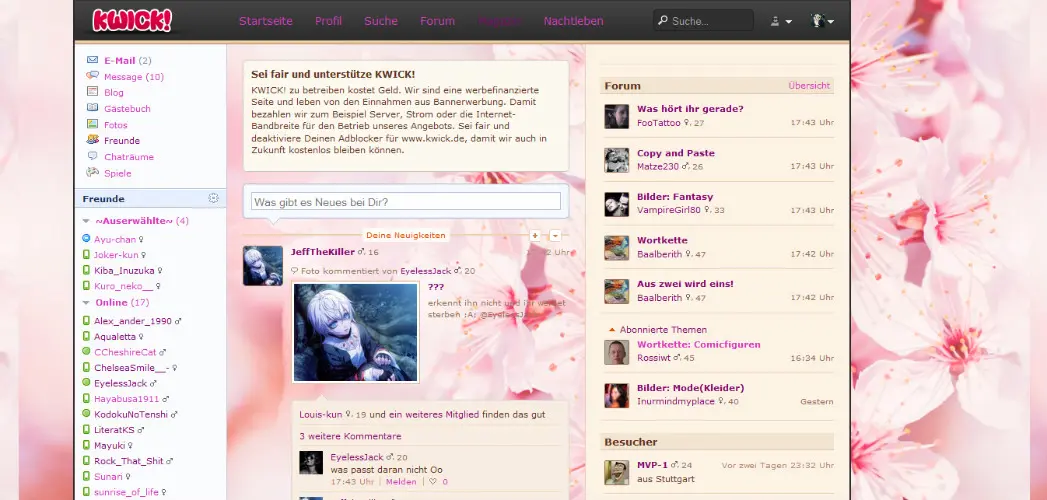 KWICK!
Startseite
Profil
Suche
Forum
Nachtleben
Suche...
E-Mail (2)
Message (10)
Blog
Gästebuch
Fotos
Freunde
Chaträume
Spiele
Freunde
~Auserwählte~ (4)
Ayu-chan ♀
Joker-kun ♀
Kiba_Inuzuka ♀
Kuro_neko__ ♀
Online (17)
Alex_ander_1990 ♂
Aqualetta ♀
CCheshireCat ♂
ChelseaSmile__- ♀
EyelessJack ♂
Hayabusa1911 ♂
KodokuNoTenshi ♂
LiteratKS ♂
Mayuki ♀
Rock_That_Shit ♂
Sunari ♀
sunrise_of_life ♀
Sei fair und unterstütze KWICK!
KWICK! zu betreiben kostet Geld. Wir sind eine werbefinanzierte
Seite und leben von den Einnahmen aus Bannerwerbung. Damit
bezahlen wir zum Beispiel Server, Strom oder die Internet-
Bandbreite für den Betrieb unseres Angebots. Sei fair und
deaktiviere Deinen Adblocker für www.kwick.de, damit wir auch in
Zukunft kostenlos bleiben können.
Was gibt es Neues bei Dir?
Deine Neuigkeiten
JeffTheKiller ♂, 16
Uhr
Foto kommentiert von EyelessJack ♂, 20
???
erkennt ihn nicht und ihr werdet
sterben :A: @EyelessJack
Louis-kun ♀, 19 und ein weiteres Mitglied finden das gut
3 weitere Kommentare
EyelessJack ♂, 20
was passt daran nicht Oo
17:43 Uhr | Melden | ♡ 0
Forum
Übersicht
Was hört ihr gerade?
FooTattoo ♀, 27
17:43 Uhr
Copy and Paste
Matze230 ♂, 26
17:43 Uhr
Bilder: Fantasy
VampireGirl80 ♀, 33
17:43 Uhr
Wortkette
Baalberith ♀, 47
17:42 Uhr
Aus zwei wird eins!
Baalberith ♀, 47
17:42 Uhr
Abonnierte Themen
Wortkette: Comicfiguren
Rossiwt ♂, 45
16:34 Uhr
Bilder: Mode(Kleider)
Inurmindmyplace ♀, 40
Gestern
Besucher
MVP-1 ♂, 24
Vor zwei Tagen 23:32 Uhr
aus Stuttgart